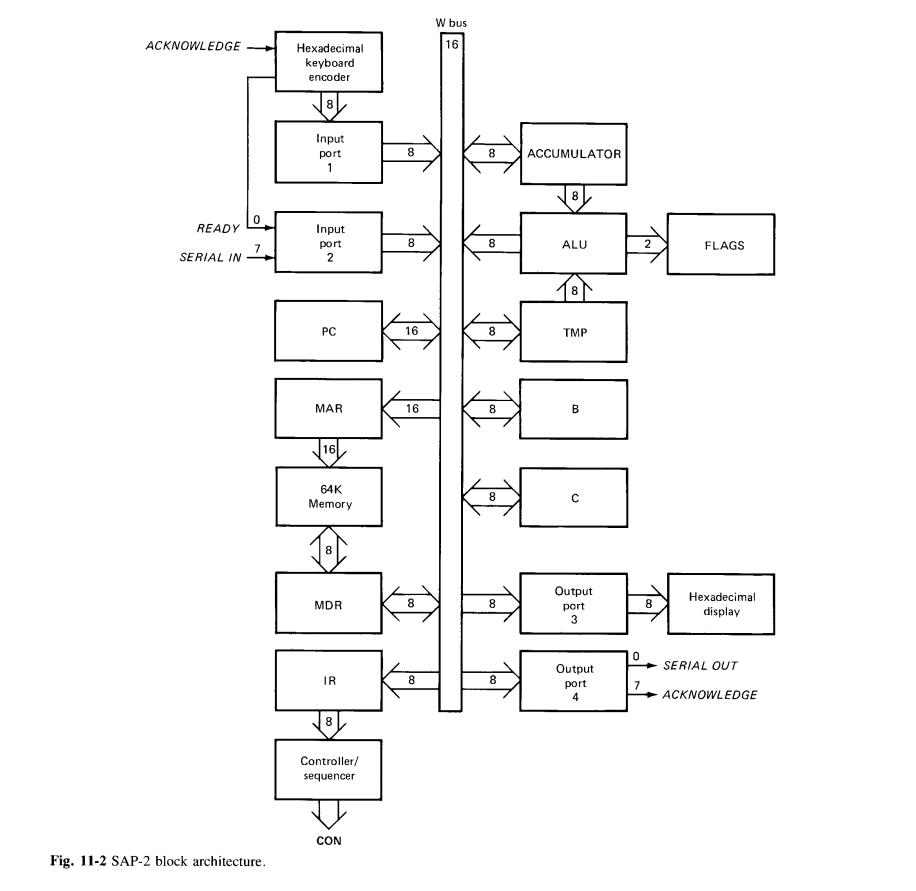 W bus
16
ACKNOWLEDGE
Hexadecimal
keyboard
encoder
8
Input
port
1
8
8
ACCUMULATOR
8
READY
0
SERIAL IN
7
Input
port
2
8
8
ALU
2
FLAGS
8
PC
16
8
TMP
MAR
16
8
B
16
64K
Memory
8
C
8
MDR
8
8
Output
port
3
8
Hexadecimal
display
IR
8
8
Output
port
4
0
SERIAL OUT
7
ACKNOWLEDGE
8
Controller/
sequencer
CON
Fig. 11-2 SAP-2 block architecture.